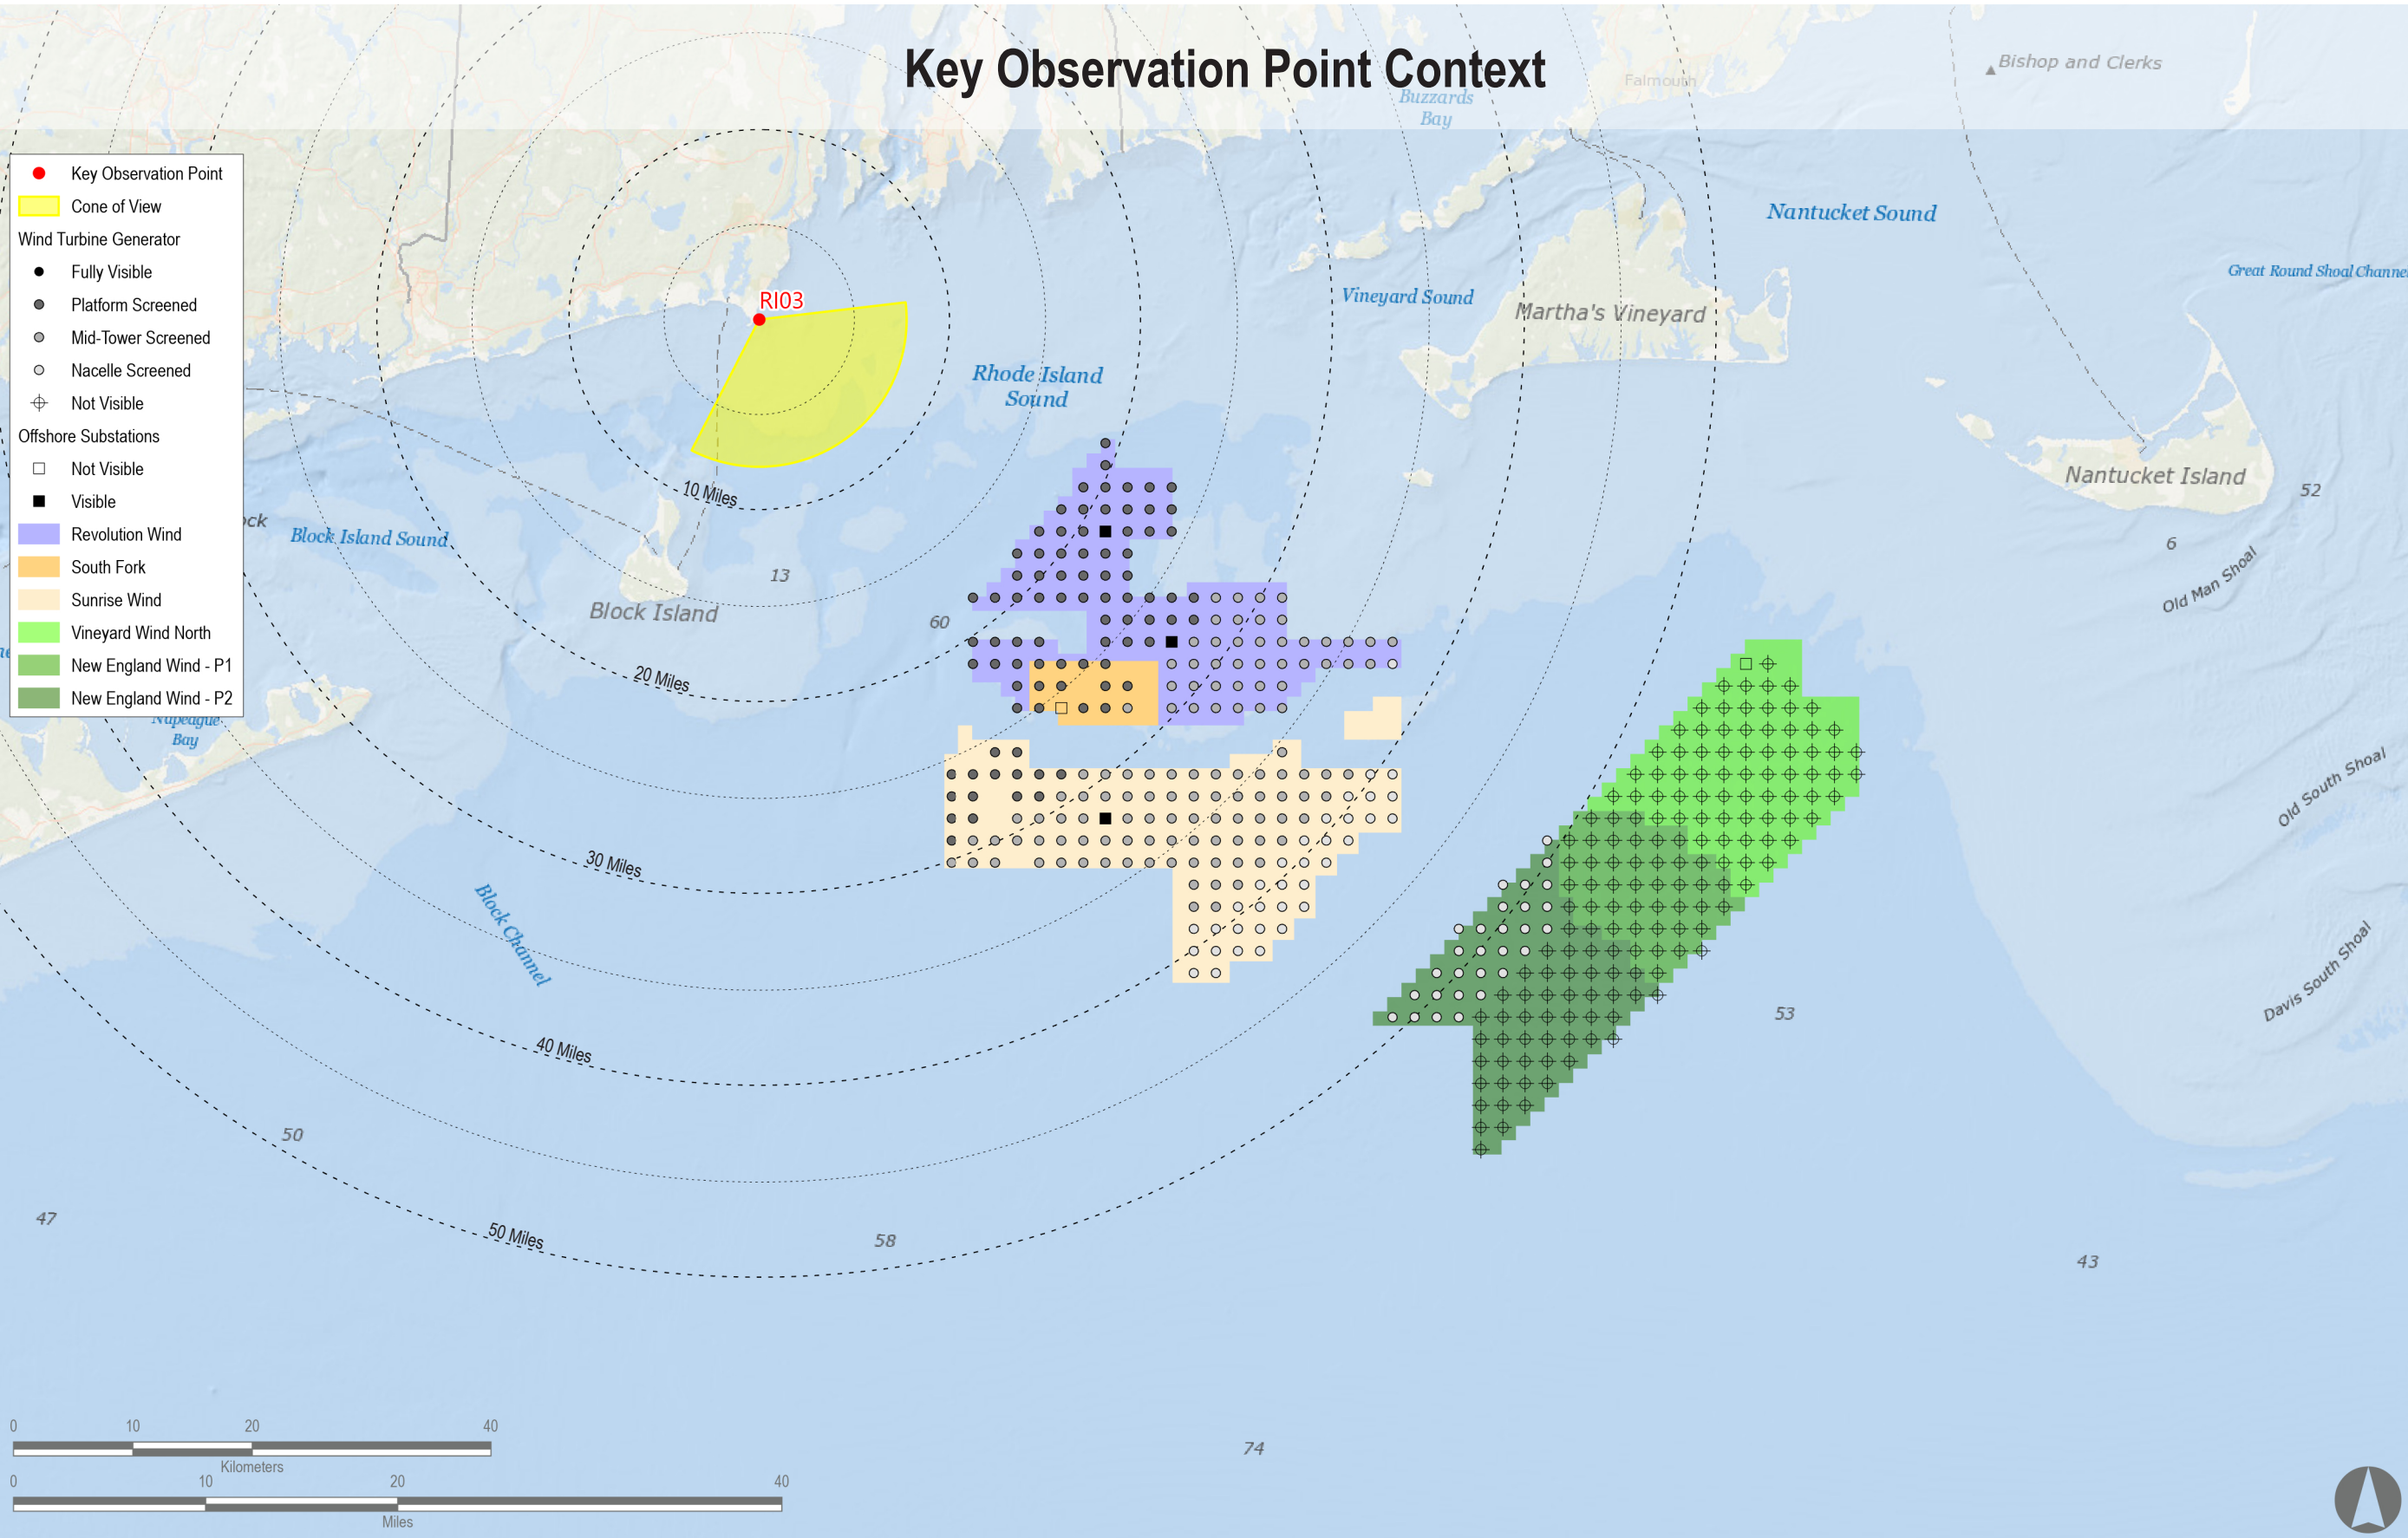 Key Observation Point Context
Bishop and Clerks
Falmouth
Buzzards
Bay
Key Observation Point
Cone of View
Wind Turbine Generator
Fully Visible
Platform Screened
Mid-Tower Screened
Nacelle Screened
Not Visible
Offshore Substations
Not Visible
Visible
Revolution Wind
South Fork
Sunrise Wind
Vineyard Wind North
New England Wind - P1
New England Wind - P2
Nantucket Sound
Great Round Shoal Channel
RI03
Vineyard Sound
Martha's Vineyard
Rhode Island
Sound
Nantucket Island
52
10 Miles
Block Island Sound
6
Old Man Shoal
13
Block Island
60
20 Miles
Napeague
Bay
Old South Shoal
30 Miles
Block Channel
Davis South Shoal
53
40 Miles
50
47
50 Miles
58
43
74
0 10 20 40
Kilometers
0 10 20 40
Miles